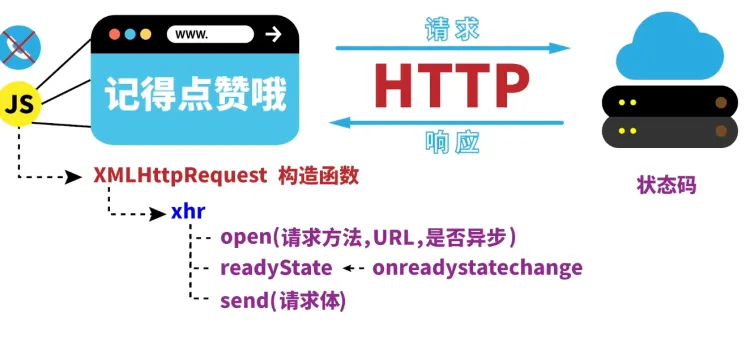 WWW.
请求
JS
记得点赞哦
HTTP
响应
XMLHttpRequest 构造函数
状态码
xhr
open(请求方法,URL,是否异步)
readyState onreadystatechange
send(请求体)